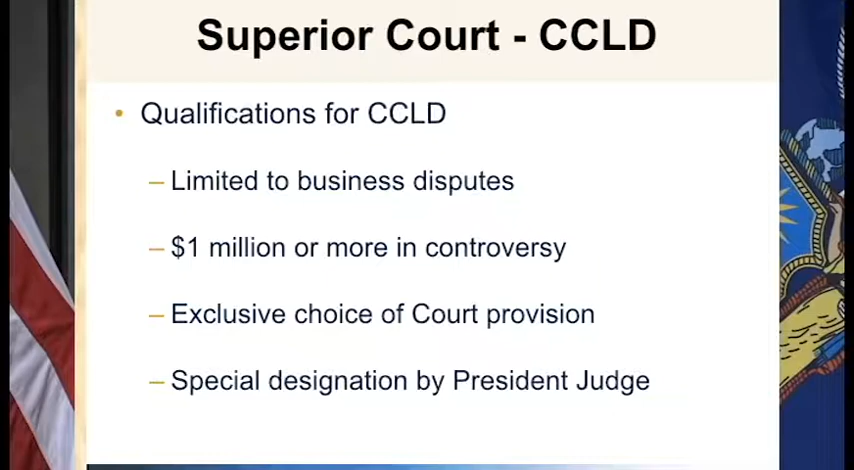 Superior Court - CCLD
• Qualifications for CCLD
– Limited to business disputes
– $1 million or more in controversy
– Exclusive choice of Court provision
– Special designation by President Judge